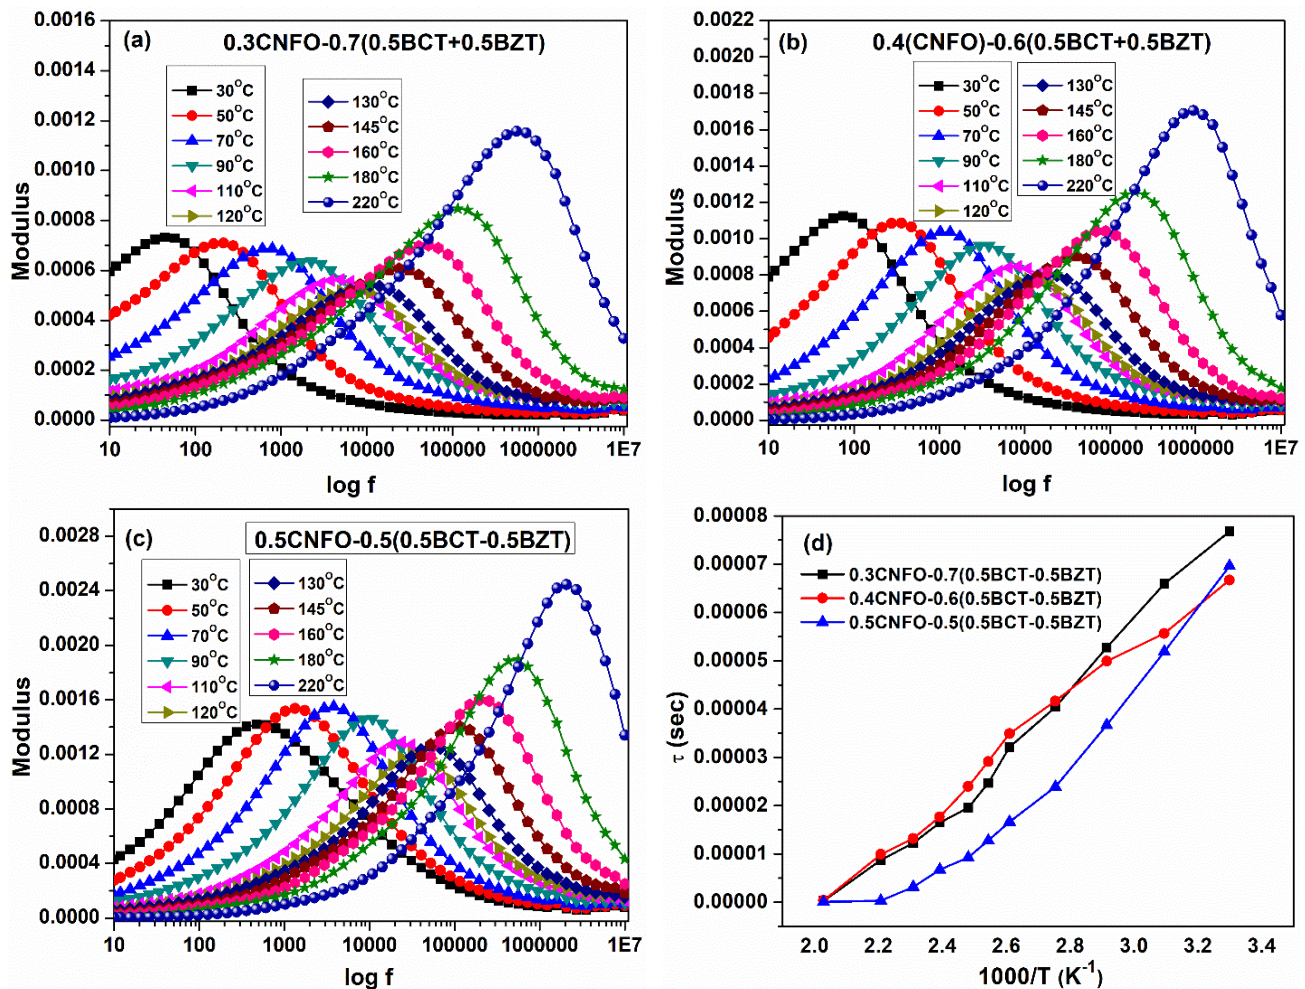 (a)
0.3CNFO-0.7(0.5BCT+0.5BZT)
30°C
50°C
70°C
90°C
110°C
120°C
130°C
145°C
160°C
180°C
220°C
Modulus
0.0016
0.0014
0.0012
0.0010
0.0008
0.0006
0.0004
0.0002
0.0000
10 100 1000 10000 100000 1000000 1E7
log f
(b)
0.4(CNFO)-0.6(0.5BCT+0.5BZT)
30°C
50°C
70°C
90°C
110°C
120°C
130°C
145°C
160°C
180°C
220°C
Modulus
0.0022
0.0020
0.0018
0.0016
0.0014
0.0012
0.0010
0.0008
0.0006
0.0004
0.0002
0.0000
10 100 1000 10000 100000 1000000 1E7
log f
(c)
0.5CNFO-0.5(0.5BCT-0.5BZT)
30°C
50°C
70°C
90°C
110°C
120°C
130°C
145°C
160°C
180°C
220°C
Modulus
0.0028
0.0024
0.0020
0.0016
0.0012
0.0008
0.0004
0.0000
10 100 1000 10000 100000 1000000 1E7
log f
(d)
0.3CNFO-0.7(0.5BCT-0.5BZT)
0.4CNFO-0.6(0.5BCT-0.5BZT)
0.5CNFO-0.5(0.5BCT-0.5BZT)
τ (sec)
0.00008
0.00007
0.00006
0.00005
0.00004
0.00003
0.00002
0.00001
0.00000
2.0 2.2 2.4 2.6 2.8 3.0 3.2 3.4
1000/T (K⁻¹)